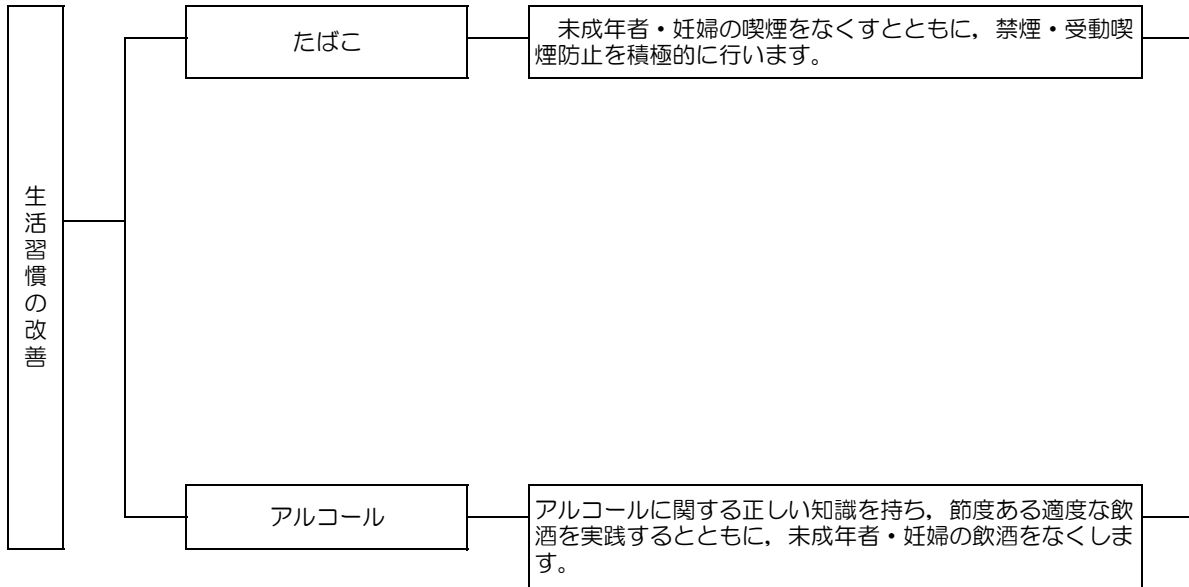 生活習慣の改善
たばこ
　未成年者・妊婦の喫煙をなくすとともに，禁煙・受動喫
煙防止を積極的に行います。
アルコール
アルコールに関する正しい知識を持ち，節度ある適度な飲
酒を実践するとともに，未成年者・妊婦の飲酒をなくしま
す。